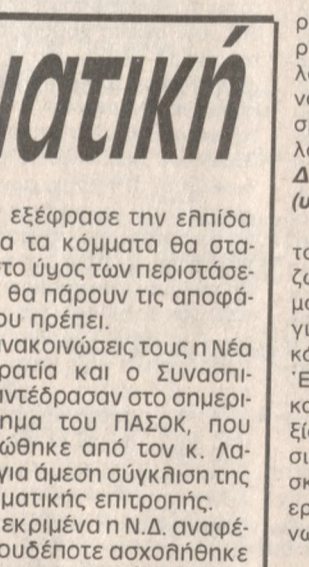 ματική
εξέφρασε την ελπίδα
α τα κόμματα θα στα-
το ύψος των περιστάσε-
θα πάρουν τις αποφά-
ου πρέπει.
νακοινώσεις τους η Νέα
ρατία και ο Συνασπι-
ντέδρασαν στο σημερι-
ημα του ΠΑΣΟΚ, που
ώθηκε από τον κ. Λα-
για άμεση σύγκλιση της
ματικής επιτροπής.
εκριμένα η Ν.Δ. αναφέ-
ουδέποτε ασχολήθηκε